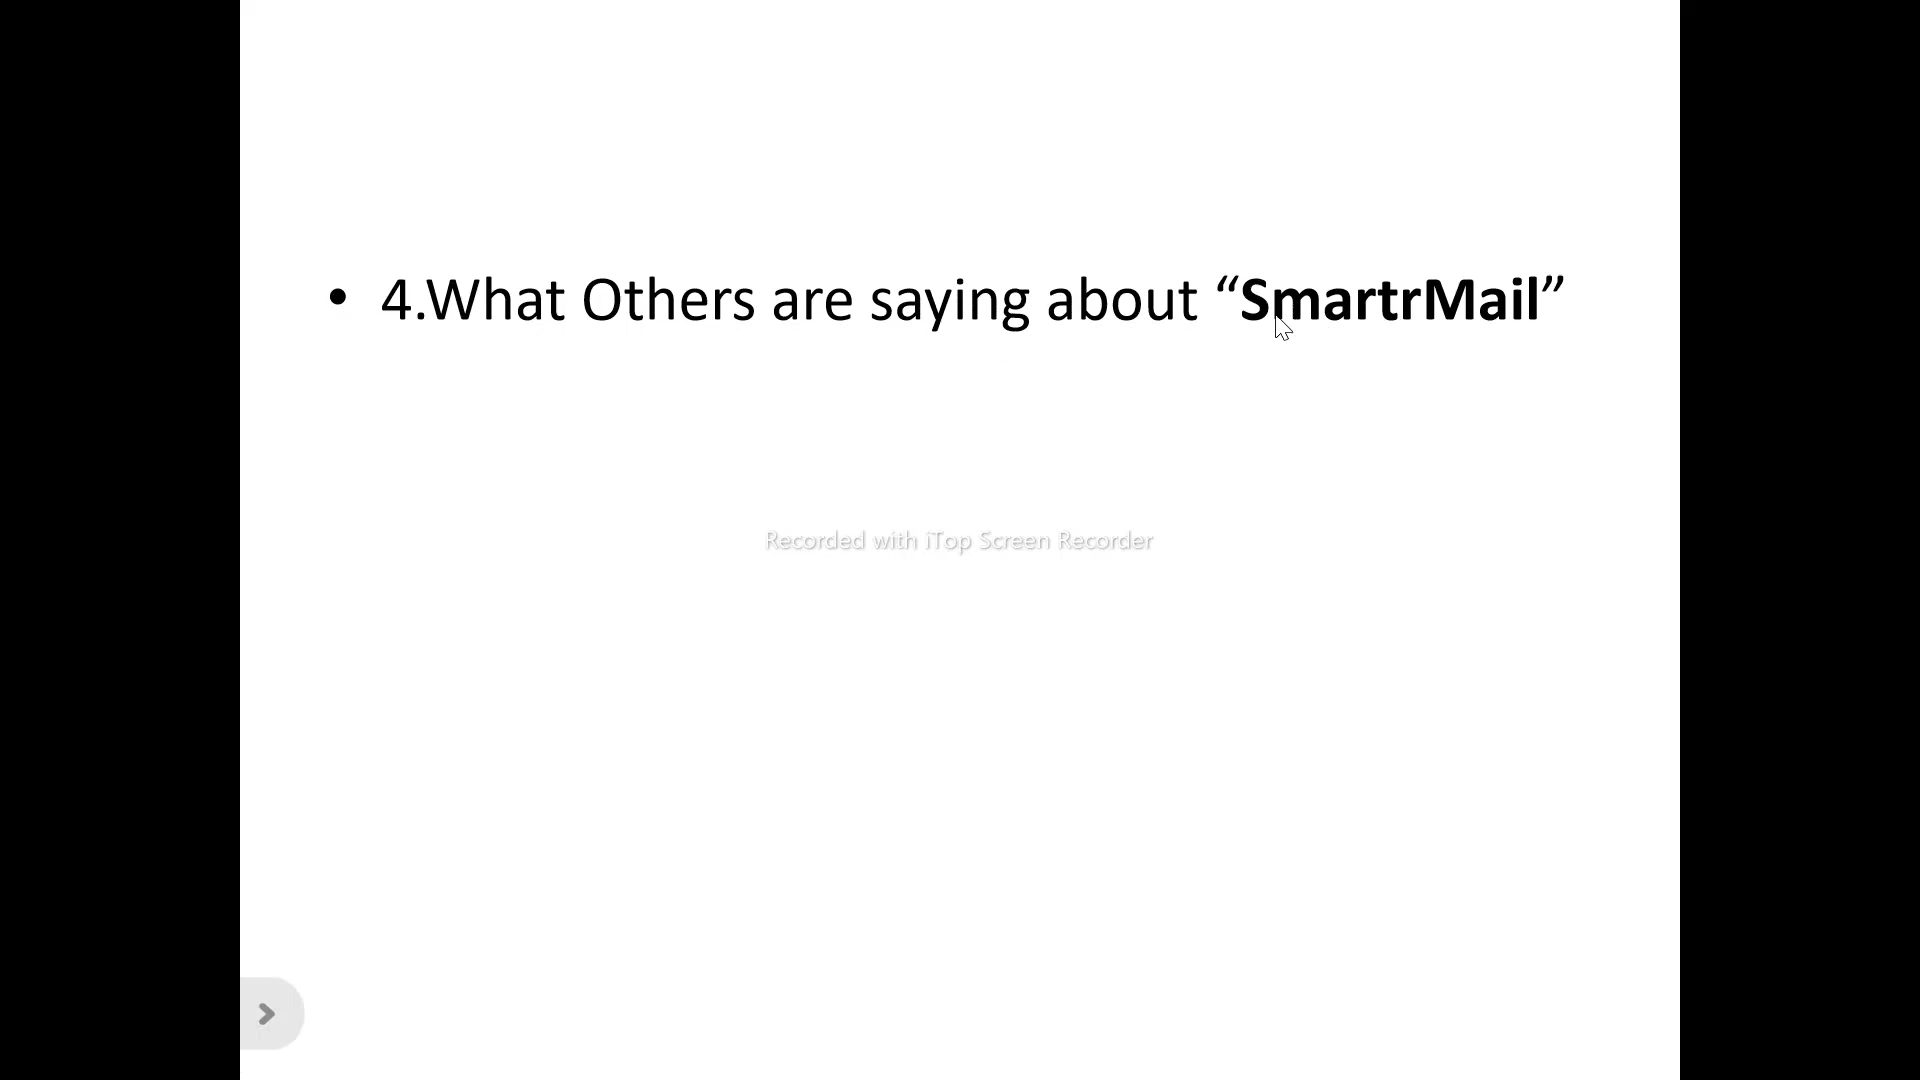 • 4.What Others are saying about “SmartrMail”
Recorded with iTop Screen Recorder